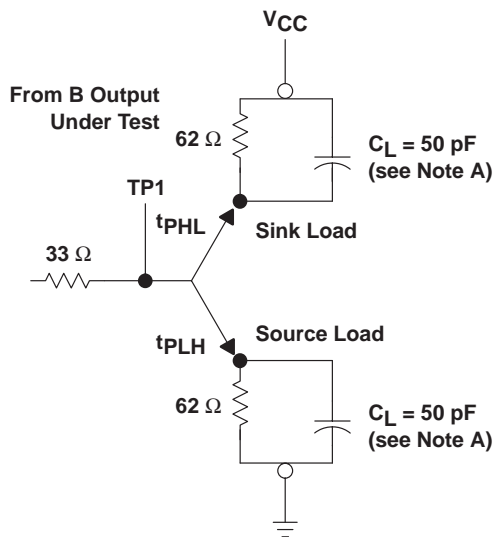 VCC
From B Output
Under Test
62 Ω
CL = 50 pF
(see Note A)
TP1
tPHL
Sink Load
33 Ω
tPLH
Source Load
62 Ω
CL = 50 pF
(see Note A)